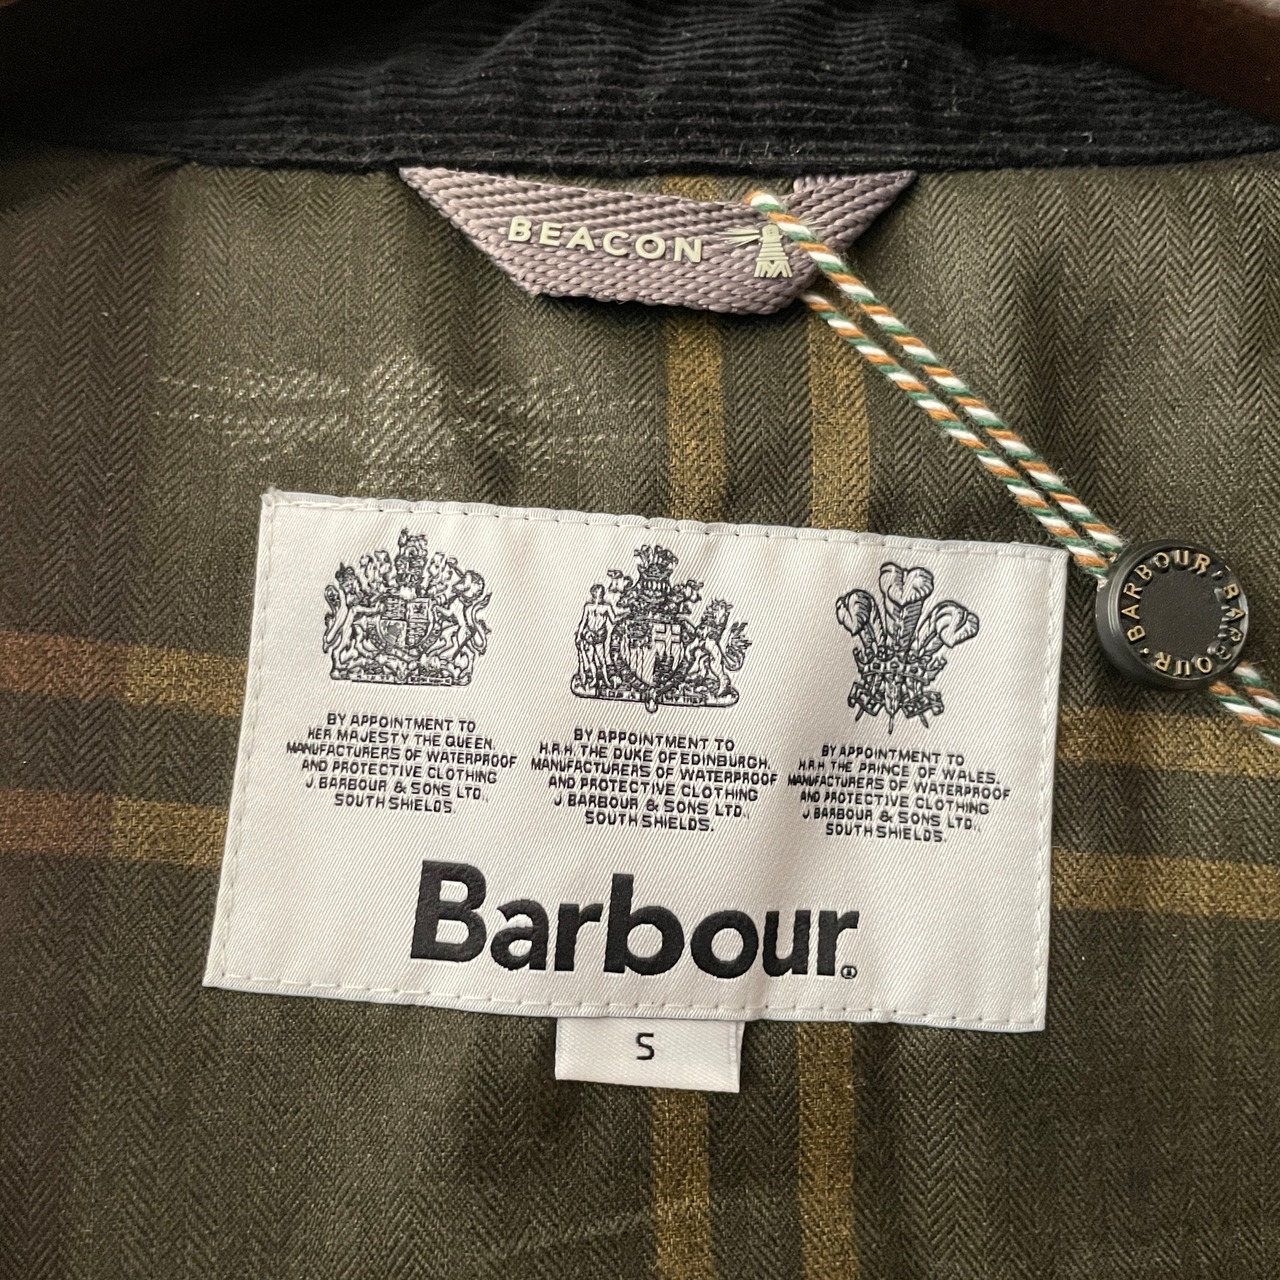 BEACON
BARBOUR · BARBOUR ·
BY APPOINTMENT TO
HER MAJESTY THE QUEEN.
MANUFACTURERS OF WATERPROOF
AND PROTECTIVE CLOTHING
J. BARBOUR & SONS LTD.,
SOUTH SHIELDS.
BY APPOINTMENT TO
H.R.H. THE DUKE OF EDINBURGH.
MANUFACTURERS OF WATERPROOF
AND PROTECTIVE CLOTHING
J. BARBOUR & SONS LTD.,
SOUTH SHIELDS.
BY APPOINTMENT TO
H.R.H. THE PRINCE OF WALES.
MANUFACTURERS OF WATERPROOF
AND PROTECTIVE CLOTHING
J. BARBOUR & SONS LTD.,
SOUTH SHIELDS.
Barbour®
S